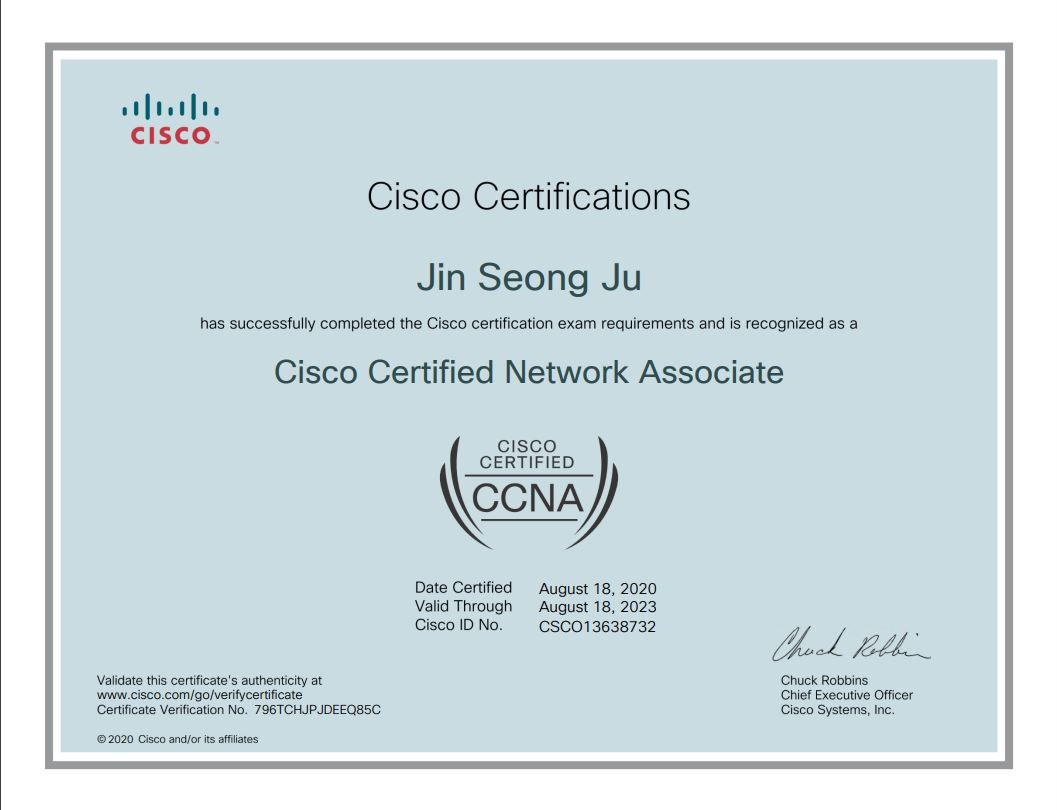 CISCO
Cisco Certifications
Jin Seong Ju
has successfully completed the Cisco certification exam requirements and is recognized as a
Cisco Certified Network Associate
CISCO
CERTIFIED
CCNA
Date Certified August 18, 2020
Valid Through August 18, 2023
Cisco ID No. CSCO13638732
Chuck Robbins
Validate this certificate's authenticity at
www.cisco.com/go/verifycertificate
Certificate Verification No. 796TCHJPJDEEQ85C
Chuck Robbins
Chief Executive Officer
Cisco Systems, Inc.
© 2020 Cisco and/or its affiliates